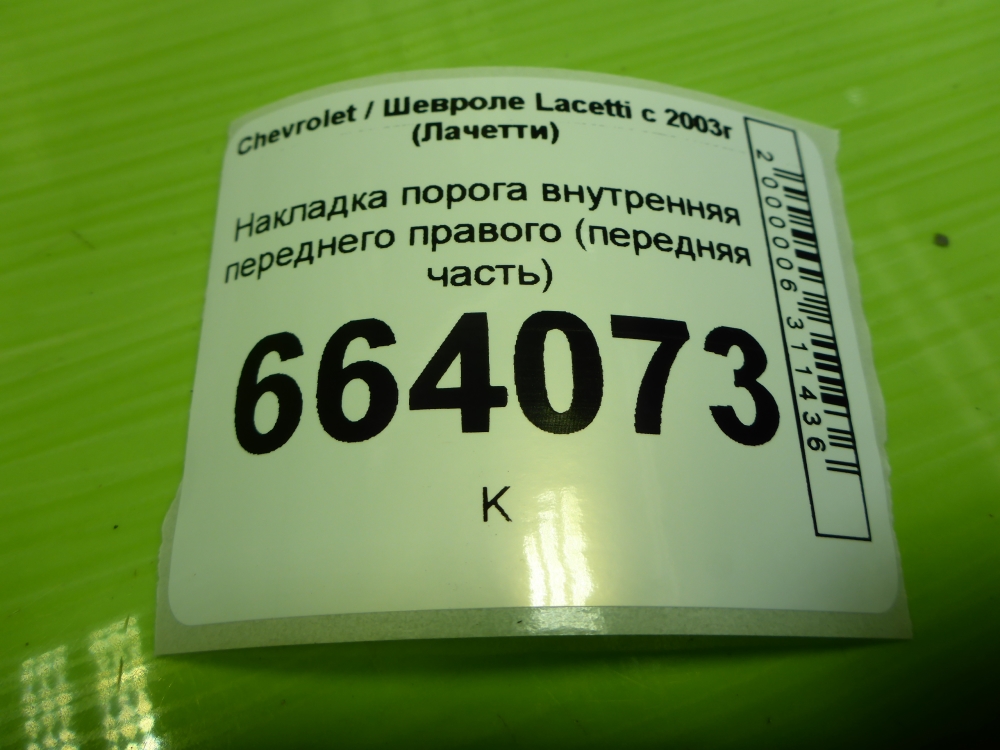 Chevrolet / Шевроле Lacetti с 2003г
(Лачетти)
Накладка порога внутренняя
переднего правого (передняя
часть)
664073
К
2000006311436